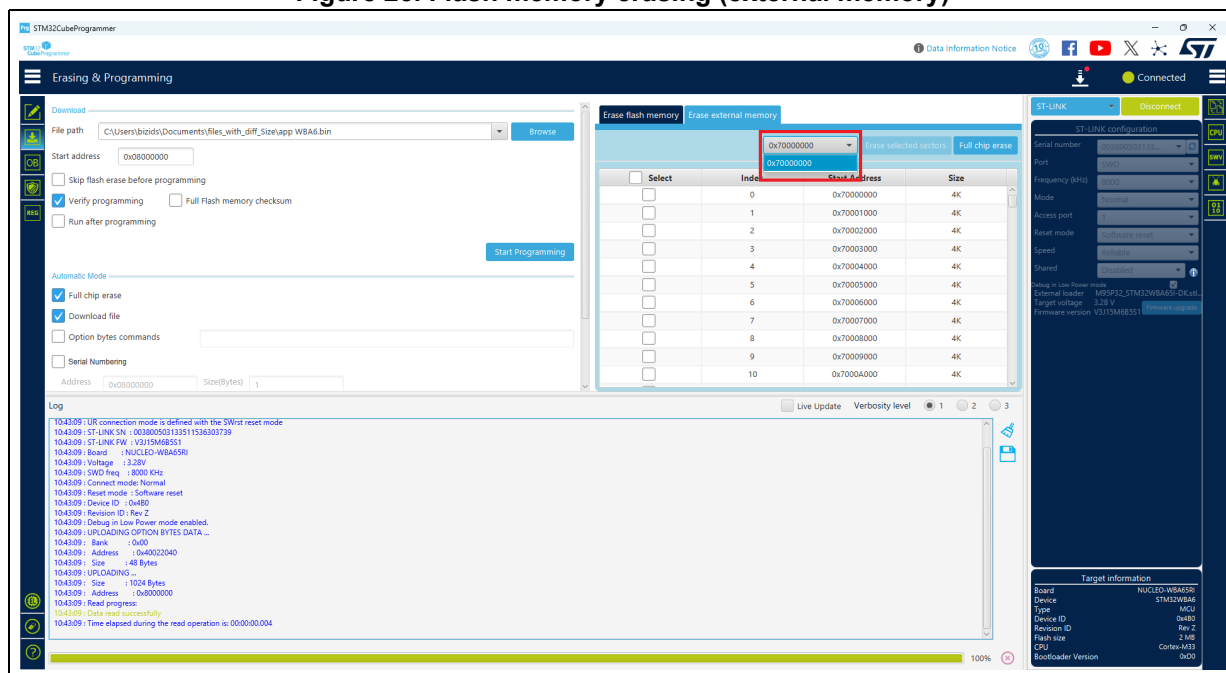 Figure 20. Flash memory erasing (external memory)
Prg STM32CubeProgrammer
STM32
CubeProgrammer
Data Information Notice
Erasing & Programming
Connected
Download
File path C:\Users\bizids\Documents\files_with_diff_Size\app WBA6.bin Browse
Start address 0x08000000
Skip flash erase before programming
Verify programming Full Flash memory checksum
Run after programming
Start Programming
Automatic Mode
Full chip erase
Download file
Option bytes commands
Serial Numbering
Address 0x08000000 Size(Bytes) 1
Erase flash memory Erase external memory
0x70000000 Erase selected sectors Full chip erase
0x70000000
Select Index Start Address Size
0 0x70000000 4K
1 0x70001000 4K
2 0x70002000 4K
3 0x70003000 4K
4 0x70004000 4K
5 0x70005000 4K
6 0x70006000 4K
7 0x70007000 4K
8 0x70008000 4K
9 0x70009000 4K
10 0x7000A000 4K
Log Live Update Verbosity level 1 2 3
10:43:09 : UR connection mode is defined with the SWrst reset mode
10:43:09 : ST-LINK SN : 003800503133511536303739
10:43:09 : ST-LINK FW : V3J15M6B5S1
10:43:09 : Board : NUCLEO-WBA65RI
10:43:09 : Voltage : 3.28V
10:43:09 : SWD freq : 8000 KHz
10:43:09 : Connect mode: Normal
10:43:09 : Reset mode : Software reset
10:43:09 : Device ID : 0x4B0
10:43:09 : Revision ID : Rev Z
10:43:09 : Debug in Low Power mode enabled.
10:43:09 : UPLOADING OPTION BYTES DATA ...
10:43:09 : Bank : 0x00
10:43:09 : Address : 0x40022040
10:43:09 : Size : 48 Bytes
10:43:09 : UPLOADING ...
10:43:09 : Size : 1024 Bytes
10:43:09 : Address : 0x8000000
10:43:09 : Read progress:
10:43:09 : Data read successfully
10:43:09 : Time elapsed during the read operation is: 00:00:00.004
100%
ST-LINK Disconnect
ST-LINK configuration
Serial number 003800503133...
Port SWD
Frequency (kHz) 8000
Mode Normal
Access port 1
Reset mode Software reset
Speed Reliable
Shared Disabled
Debug in Low Power mode
External loader M95P32_STM32WBA65I-DK.stl...
Target voltage 3.28 V
Firmware version V3J15M6B5S1 Firmware upgrade
Target information
Board NUCLEO-WBA65RI
Device STM32WBA6
Type MCU
Device ID 0x4B0
Revision ID Rev Z
Flash size 2 MB
CPU Cortex-M33
Bootloader Version 0xD0
OB
REG
CPU
SWV
01
10